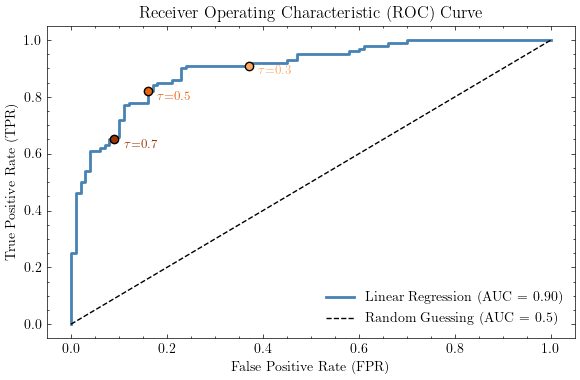 Receiver Operating Characteristic (ROC) Curve
1.0
0.8
0.6
0.4
0.2
0.0
True Positive Rate (TPR)
τ=0.3
τ=0.5
τ=0.7
Linear Regression (AUC = 0.90)
Random Guessing (AUC = 0.5)
0.0 0.2 0.4 0.6 0.8 1.0
False Positive Rate (FPR)